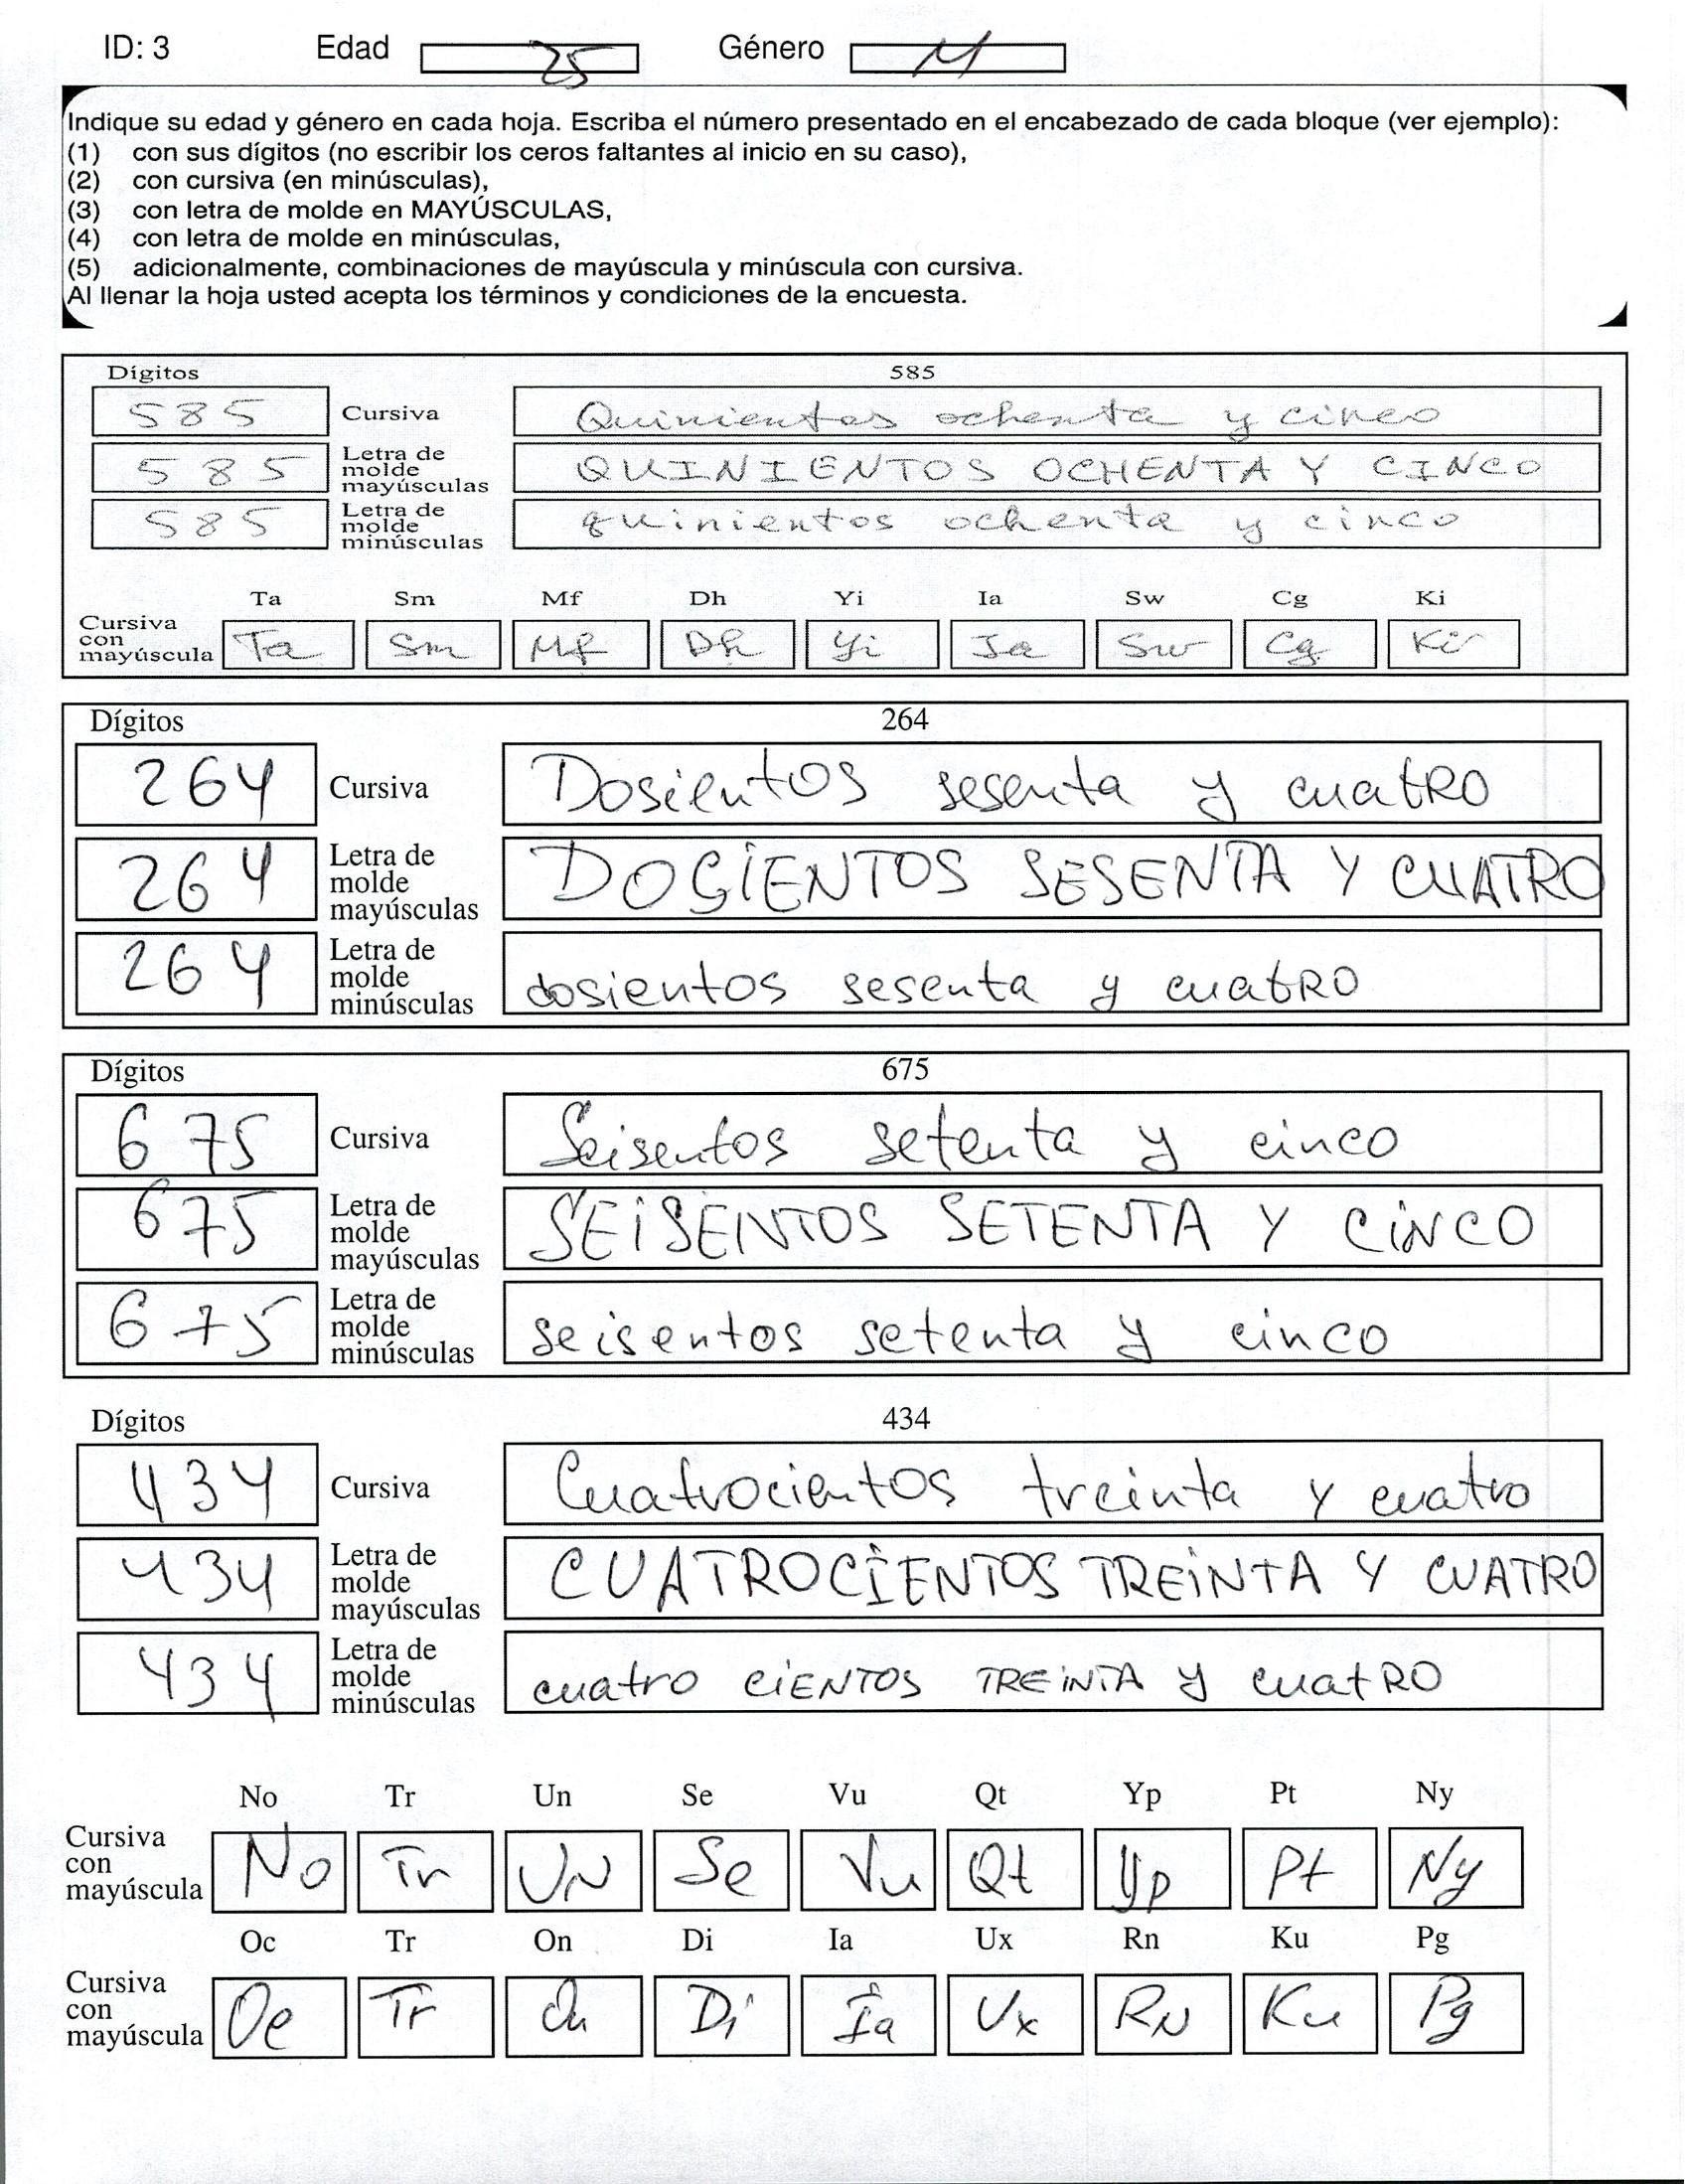 ID: 3 Edad 25 Género M
Indique su edad y género en cada hoja. Escriba el número presentado en el encabezado de cada bloque (ver ejemplo):
(1) con sus dígitos (no escribir los ceros faltantes al inicio en su caso),
(2) con cursiva (en minúsculas),
(3) con letra de molde en MAYÚSCULAS,
(4) con letra de molde en minúsculas,
(5) adicionalmente, combinaciones de mayúscula y minúscula con cursiva.
Al llenar la hoja usted acepta los términos y condiciones de la encuesta.
Dígitos 585
585 Cursiva Quinientos ochenta y cinco
585 Letra de molde mayúsculas QUINIENTOS OCHENTA Y CINCO
585 Letra de molde minúsculas quinientos ochenta y cinco
Ta Sm Mf Dh Yi Ia Sw Cg Ki
Cursiva con mayúscula Ta Sm Mf Dh Yi Ia Sw Cg Ki
Dígitos 264
264 Cursiva Dosientos sesenta y cuatRO
264 Letra de molde mayúsculas DOSiENTOS SESENTA Y CUATRO
264 Letra de molde minúsculas dosientos sesenta y cuatRO
Dígitos 675
675 Cursiva Seisentos setenta y cinco
675 Letra de molde mayúsculas SEiSENTOS SETENTA Y CiNCO
675 Letra de molde minúsculas seisentos setenta y cinco
Dígitos 434
434 Cursiva Cuatrocientos treinta y cuatro
434 Letra de molde mayúsculas CUATROCiENTOS TREiNTA Y CUATRO
434 Letra de molde minúsculas cuatro ciENTOS TREiNTA y cuatRO
No Tr Un Se Vu Qt Yp Pt Ny
Cursiva con mayúscula No Tr UN Se Vu Qt Yp Pt Ny
Oc Tr On Di Ia Ux Rn Ku Pg
Cursiva con mayúscula Oc Tr On Di Ia Ux RN Ku Pg